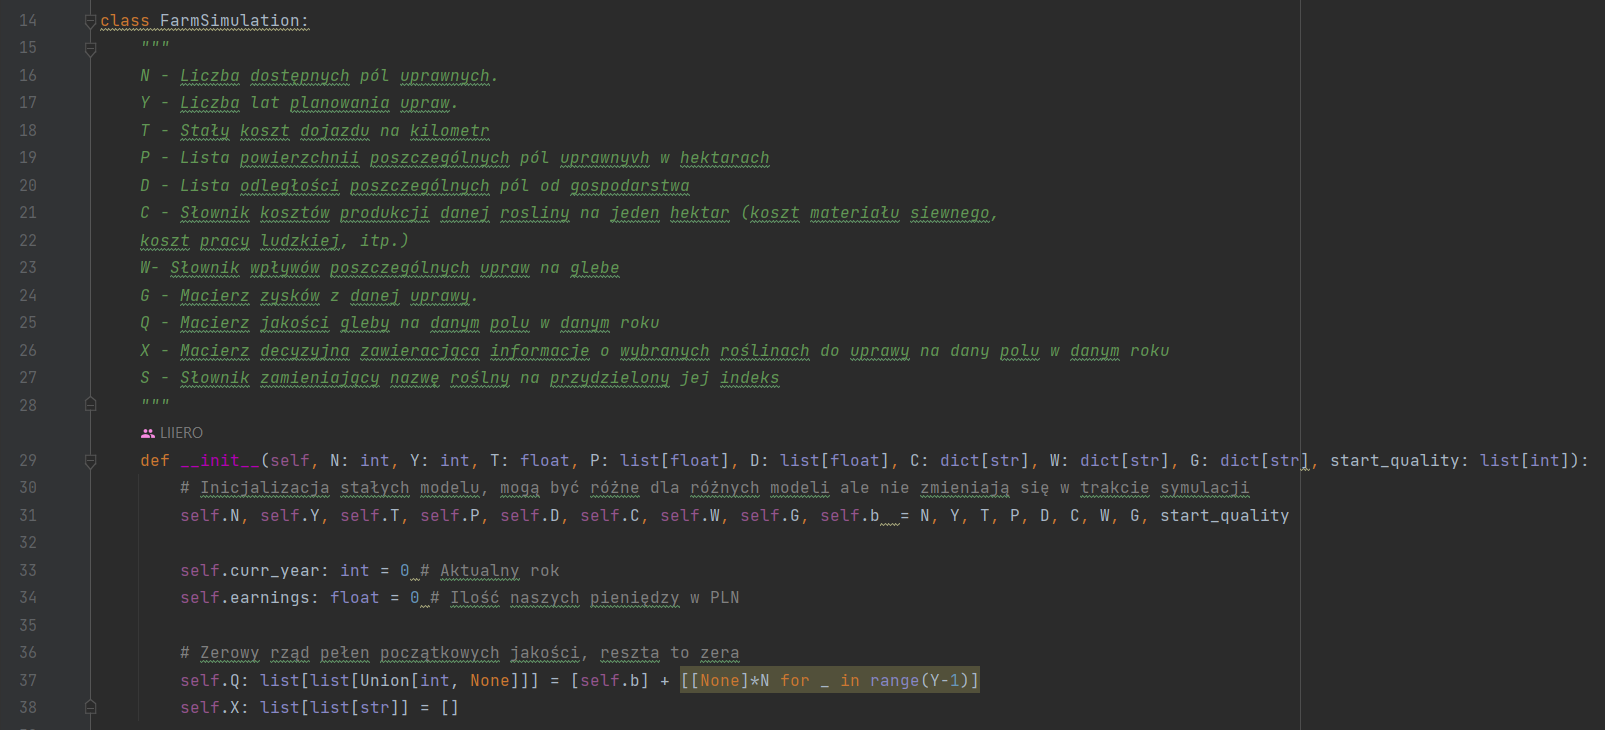 14 class FarmSimulation:
15 """
16 N - Liczba dostępnych pól uprawnych.
17 Y - Liczba lat planowania upraw.
18 T - Stały koszt dojazdu na kilometr
19 P - Lista powierzchnii poszczególnych pól uprawnyvh w hektarach
20 D - Lista odległości poszczególnych pól od gospodarstwa
21 C - Słownik kosztów produkcji danej rosliny na jeden hektar (koszt materiału siewnego,
22 koszt pracy ludzkiej, itp.)
23 W- Słownik wpływów poszczególnych upraw na glebe
24 G - Macierz zysków z danej uprawy.
25 Q - Macierz jakości gleby na danym polu w danym roku
26 X - Macierz decyzyjna zawieracjąca informacje o wybranych roślinach do uprawy na dany polu w danym roku
27 S - Słownik zamieniający nazwę roślny na przydzielony jej indeks
28 """
LIIERO
29 def __init__(self, N: int, Y: int, T: float, P: list[float], D: list[float], C: dict[str], W: dict[str], G: dict[str], start_quality: list[int]):
30 # Inicjalizacja stałych modelu, mogą być różne dla różnych modeli ale nie zmieniają się w trakcie symulacji
31 self.N, self.Y, self.T, self.P, self.D, self.C, self.W, self.G, self.b  = N, Y, T, P, D, C, W, G, start_quality
32
33 self.curr_year: int = 0 # Aktualny rok
34 self.earnings: float = 0 # Ilość naszych pieniędzy w PLN
35
36 # Zerowy rząd pełen początkowych jakości, reszta to zera
37 self.Q: list[list[Union[int, None]]] = [self.b] + [[None]*N for _ in range(Y-1)]
38 self.X: list[list[str]] = []